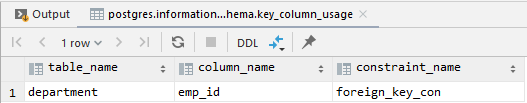 Output postgres.information...hema.key_column_usage
1 row DDL
table_name column_name constraint_name
1 department emp_id foreign_key_con